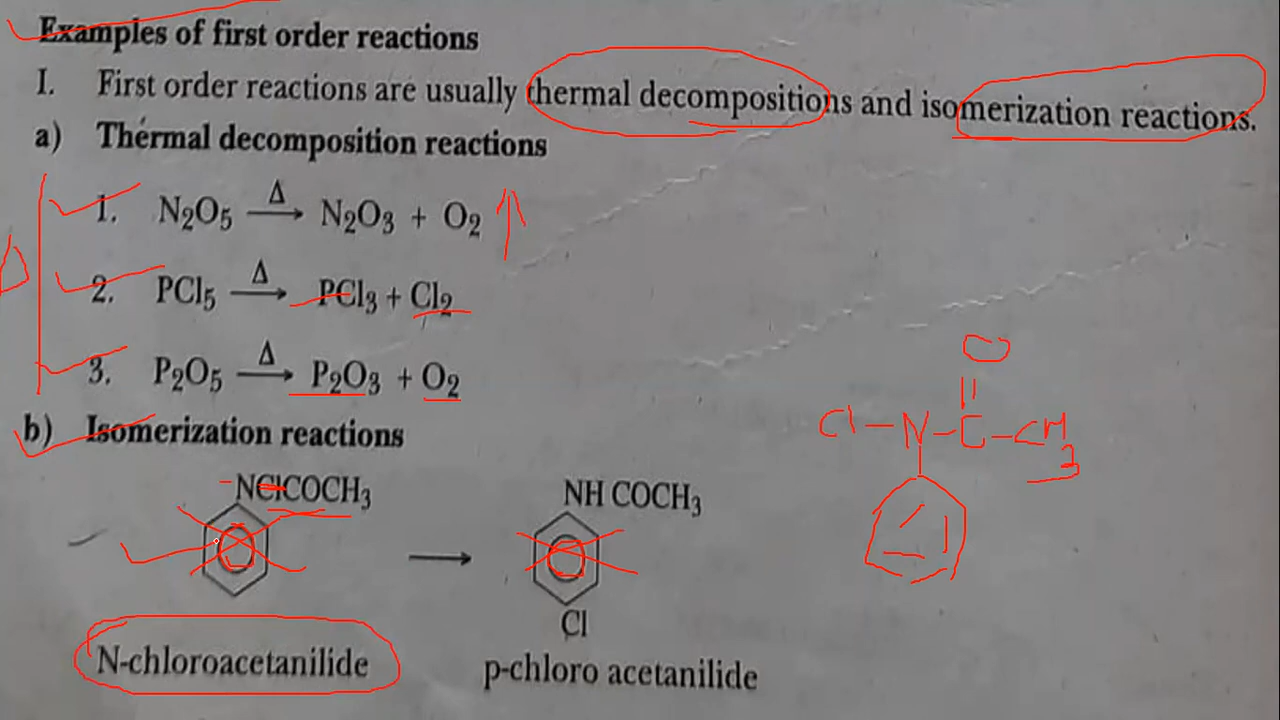 Examples of first order reactions
I. First order reactions are usually thermal decompositions and isomerization reactions.
a) Thermal decomposition reactions
1. N₂O₅ —Δ→ N₂O₃ + O₂ ↑
2. PCl₅ —Δ→ PCl₃ + Cl₂
3. P₂O₅ —Δ→ P₂O₃ + O₂
Δ
b) Isomerization reactions
NClCOCH₃
→
NH COCH₃
Cl
N-chloroacetanilide
p-chloro acetanilide
O
Cl–N–C–CH₃